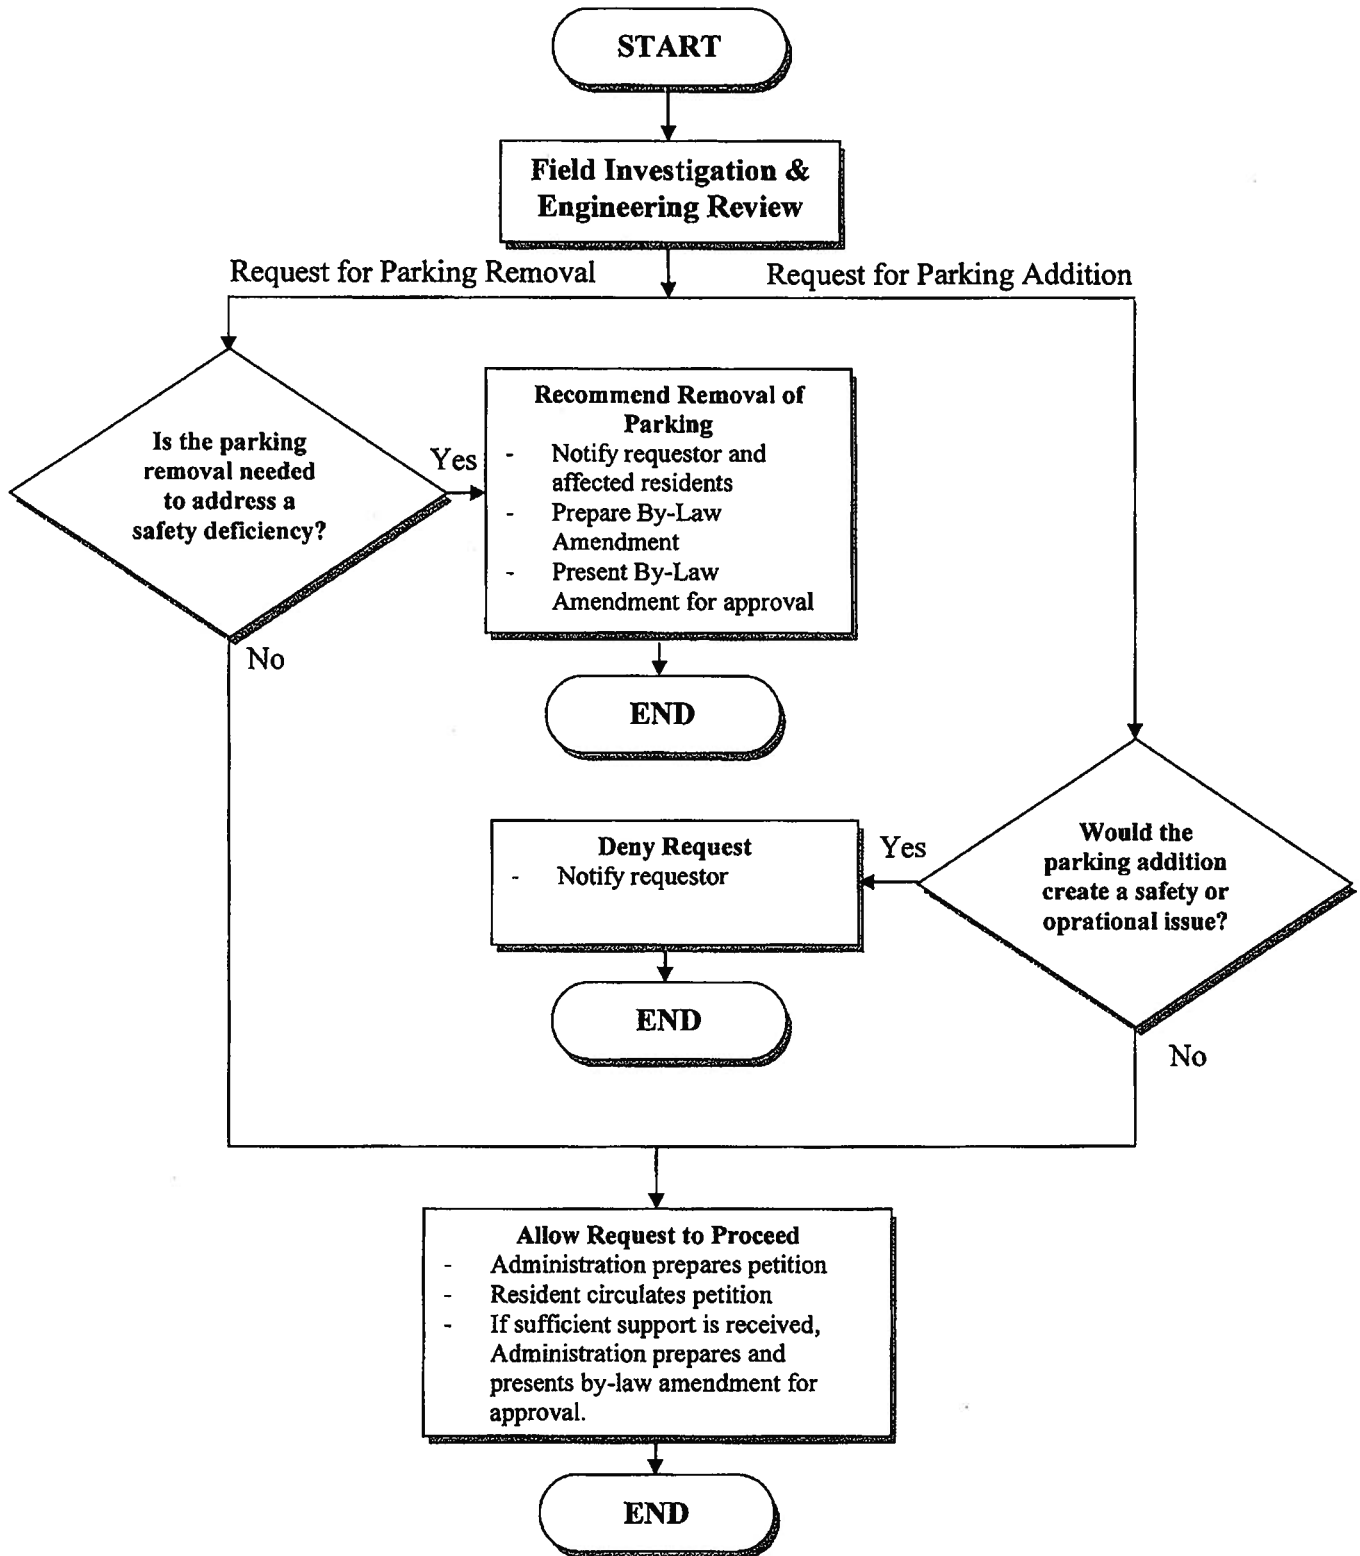 START
Field Investigation &
Engineering Review
Request for Parking Removal
Request for Parking Addition
Is the parking
removal needed
to address a
safety deficiency?
Yes
Recommend Removal of
Parking
- Notify requestor and
affected residents
- Prepare By-Law
Amendment
- Present By-Law
Amendment for approval
No
END
Deny Request
- Notify requestor
Yes
Would the
parking addition
create a safety or
oprational issue?
END
No
Allow Request to Proceed
- Administration prepares petition
- Resident circulates petition
- If sufficient support is received,
Administration prepares and
presents by-law amendment for
approval.
END